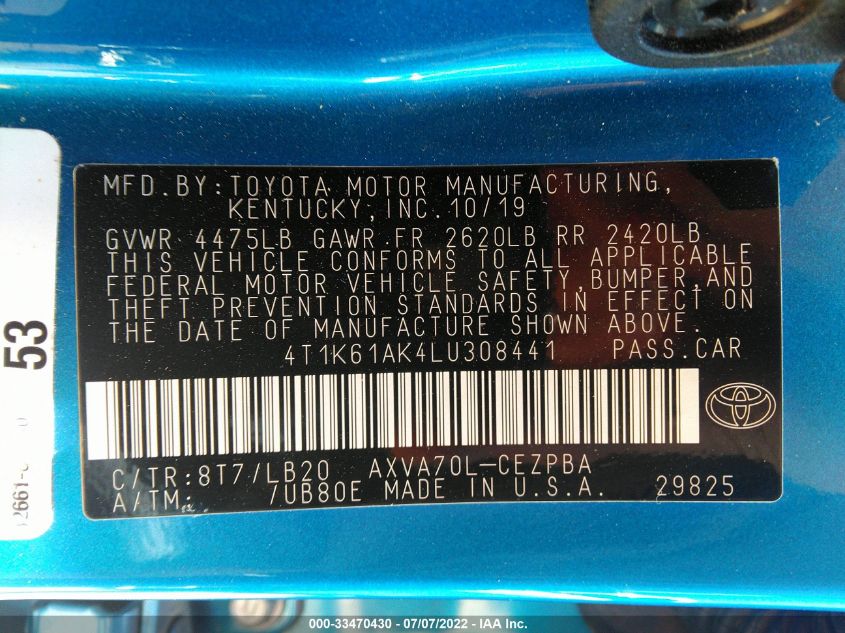 MFD.BY:TOYOTA MOTOR MANUFACTURING,
KENTUCKY,INC.10/19
GVWR 4475LB GAWR FR 2620LB RR 2420LB
THIS VEHICLE CONFORMS TO ALL APPLICABLE
FEDERAL MOTOR VEHICLE SAFETY,BUMPER,AND
THEFT PREVENTION STANDARDS IN EFFECT ON
THE DATE OF MANUFACTURE SHOWN ABOVE.
4T1K61AK4LU308441 PASS.CAR
C/TR:8T7/LB20 AXVA70L-CEZPBA
A/TM: /UB80E MADE IN U.S.A. 29825
53
000-33470430 - 07/07/2022 - IAA Inc.